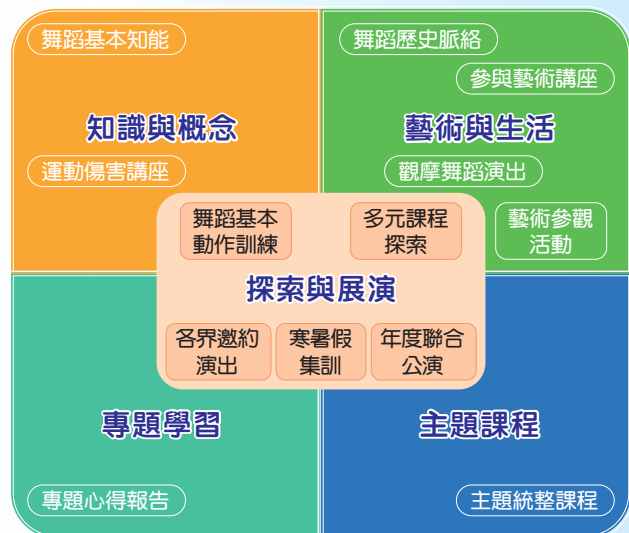 舞蹈基本知能
知識與概念
運動傷害講座
舞蹈歷史脈絡
參與藝術講座
藝術與生活
觀摩舞蹈演出
藝術參觀
活動
舞蹈基本
動作訓練
多元課程
探索
探索與展演
各界邀約
演出
寒暑假
集訓
年度聯合
公演
專題學習
專題心得報告
主題課程
主題統整課程